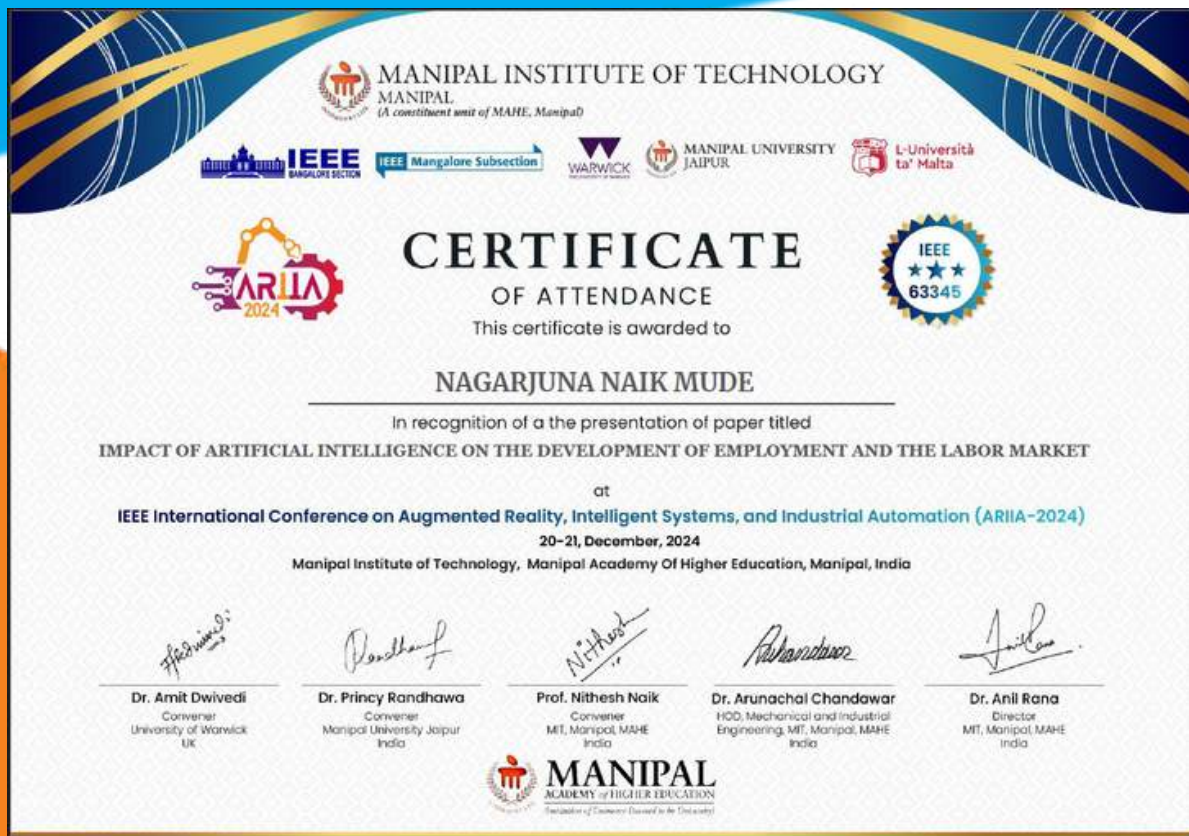 MANIPAL INSTITUTE OF TECHNOLOGY
MANIPAL
(A constituent unit of MAHE, Manipal)
IEEE
BANGALORE SECTION
IEEE Mangalore Subsection
WARWICK
THE UNIVERSITY OF WARWICK
MANIPAL UNIVERSITY
JAIPUR
L-Università
ta' Malta
ARIIA
2024
CERTIFICATE
OF ATTENDANCE
IEEE
63345
This certificate is awarded to
NAGARJUNA NAIK MUDE
In recognition of a the presentation of paper titled
IMPACT OF ARTIFICIAL INTELLIGENCE ON THE DEVELOPMENT OF EMPLOYMENT AND THE LABOR MARKET
at
IEEE International Conference on Augmented Reality, Intelligent Systems, and Industrial Automation (ARIIA-2024)
20-21, December, 2024
Manipal Institute of Technology, Manipal Academy Of Higher Education, Manipal, India
Nithesh
Dr. Amit Dwivedi
Convener
University of Warwick
UK
Dr. Princy Randhawa
Convener
Manipal University Jaipur
India
Prof. Nithesh Naik
Convener
MIT, Manipal, MAHE
India
Dr. Arunachal Chandawar
HOD, Mechanical and Industrial
Engineering, MIT, Manipal, MAHE
India
Dr. Anil Rana
Director
MIT, Manipal, MAHE
India
MANIPAL
ACADEMY of HIGHER EDUCATION